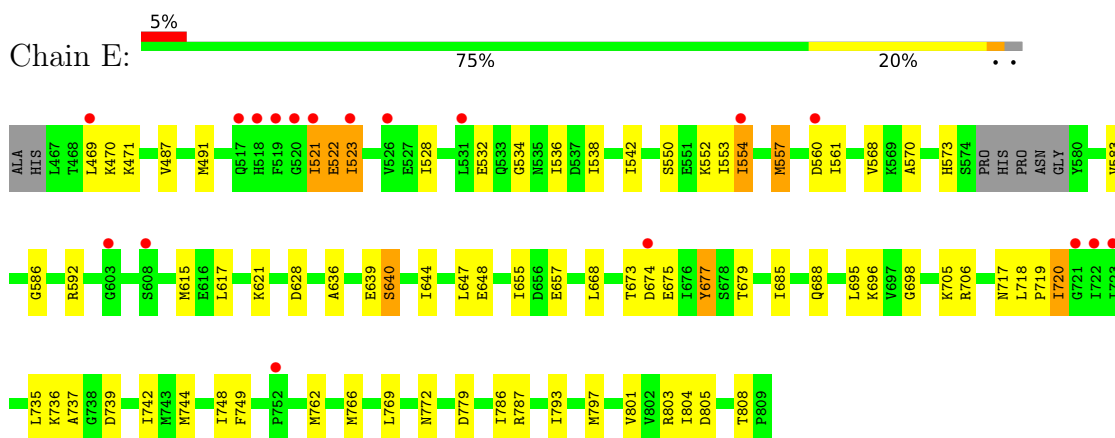 5%
Chain E:
75% 20% • •
ALA HIS L467 T468 L469 K470 K471 V487 M491 Q517 H518 F519 G520 I521 E522 I523 V526 E527 I528 L531 E532 Q533 G534 N535 I536 D537 I538 I542 S550 E551 K552 I553 I554 M557 D560 I561 V568 K569 A570 H573 S574 PRO HIS PRO ASN GLY Y580
G586 R592 G603 S608 M615 E616 L617 K621 D628 A636 E639 S640 I644 L647 E648 I655 D656 E657 L668 T673 D674 E675 I676 Y677 S678 T679 I685 Q688 L695 K696 V697 G698 K705 R706 N717 L718 P719 I720 G721 I722
L735 K736 A737 G738 D739 I742 M743 M744 I748 F749 P752 M762 M766 L769 N772 D779 I786 R787 I793 M797 V801 V802 R803 I804 D805 T808 P809